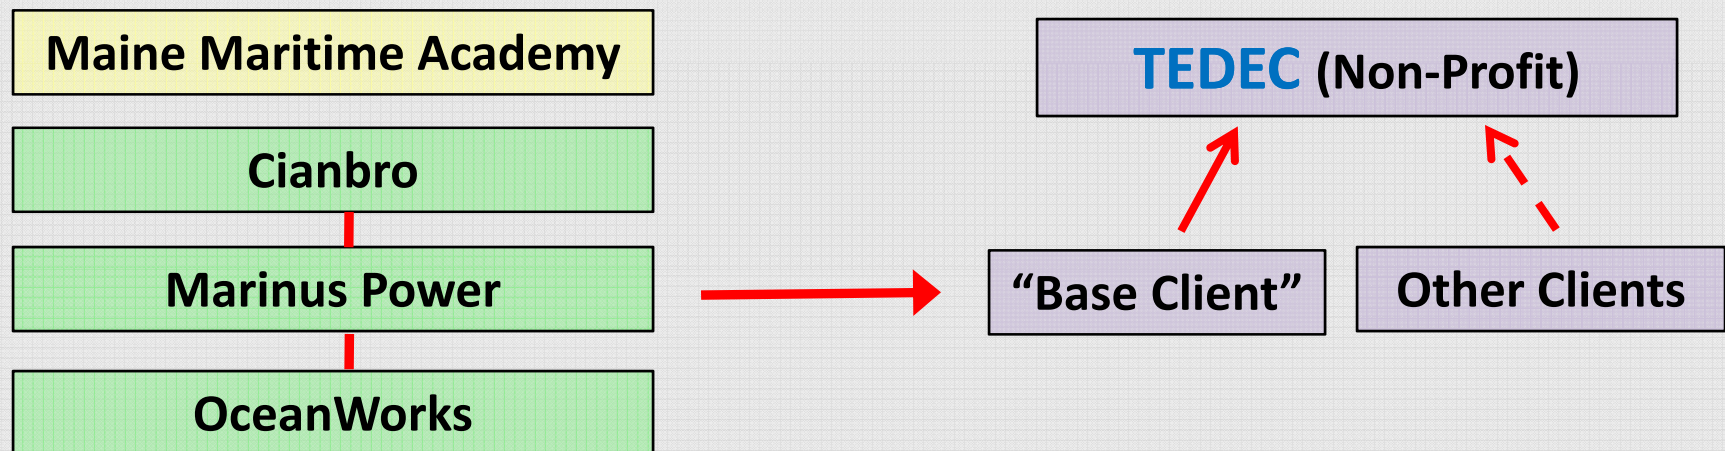 Maine Maritime Academy
Cianbro
Marinus Power
OceanWorks
TEDEC (Non-Profit)
“Base Client”
Other Clients